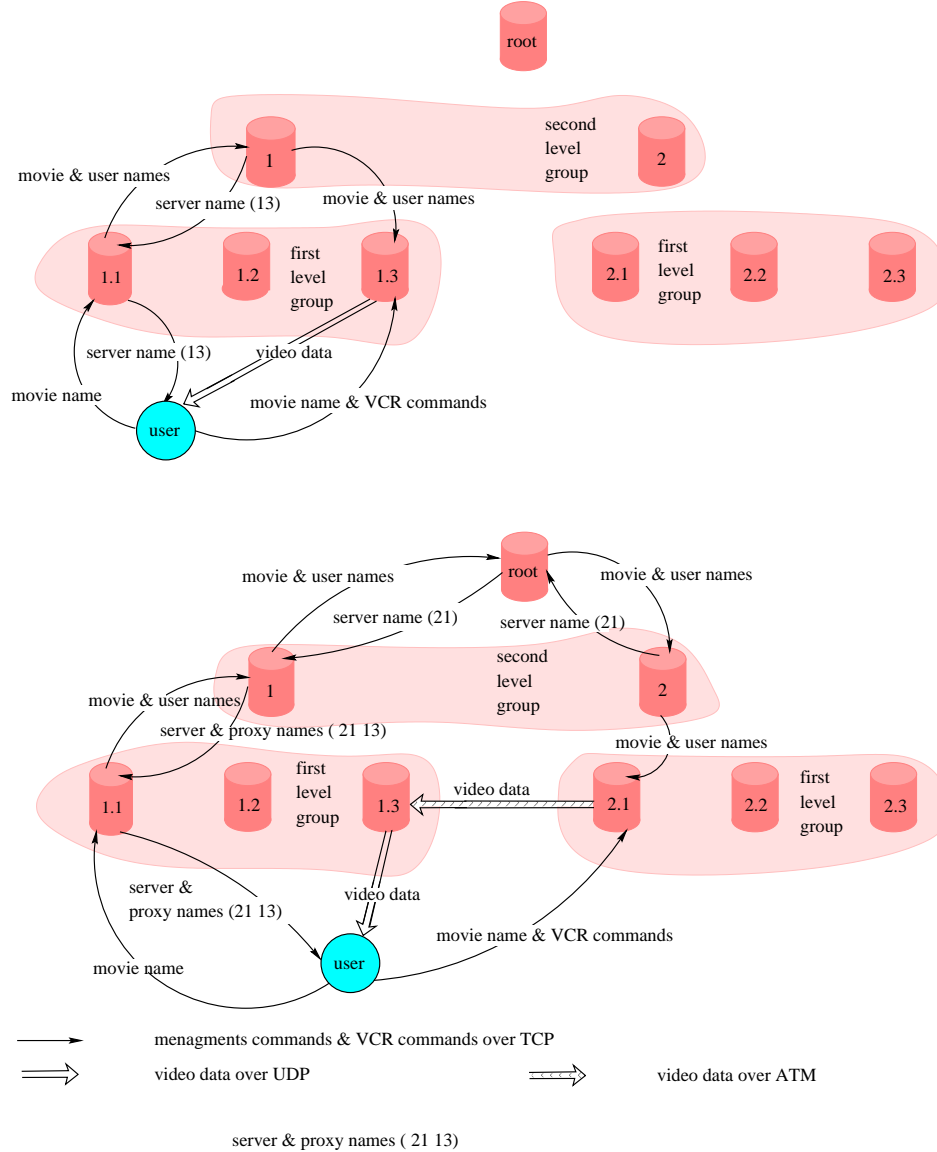 root
second
level
group
1
2
movie & user names
server name (13)
movie & user names
1.1
1.2
first
level
group
1.3
2.1
first
level
group
2.2
2.3
server name (13)
video data
movie name
movie name & VCR commands
user
root
movie & user names
movie & user names
server name (21)
server name (21)
second
level
group
1
2
movie & user names
server & proxy names ( 21 13)
movie & user names
first
level
group
first
level
group
1.1
1.2
1.3
video data
2.1
2.2
2.3
server &
proxy names (21 13)
video data
movie name & VCR commands
movie name
user
menagments commands & VCR commands over TCP
video data over UDP
video data over ATM
server & proxy names ( 21 13)